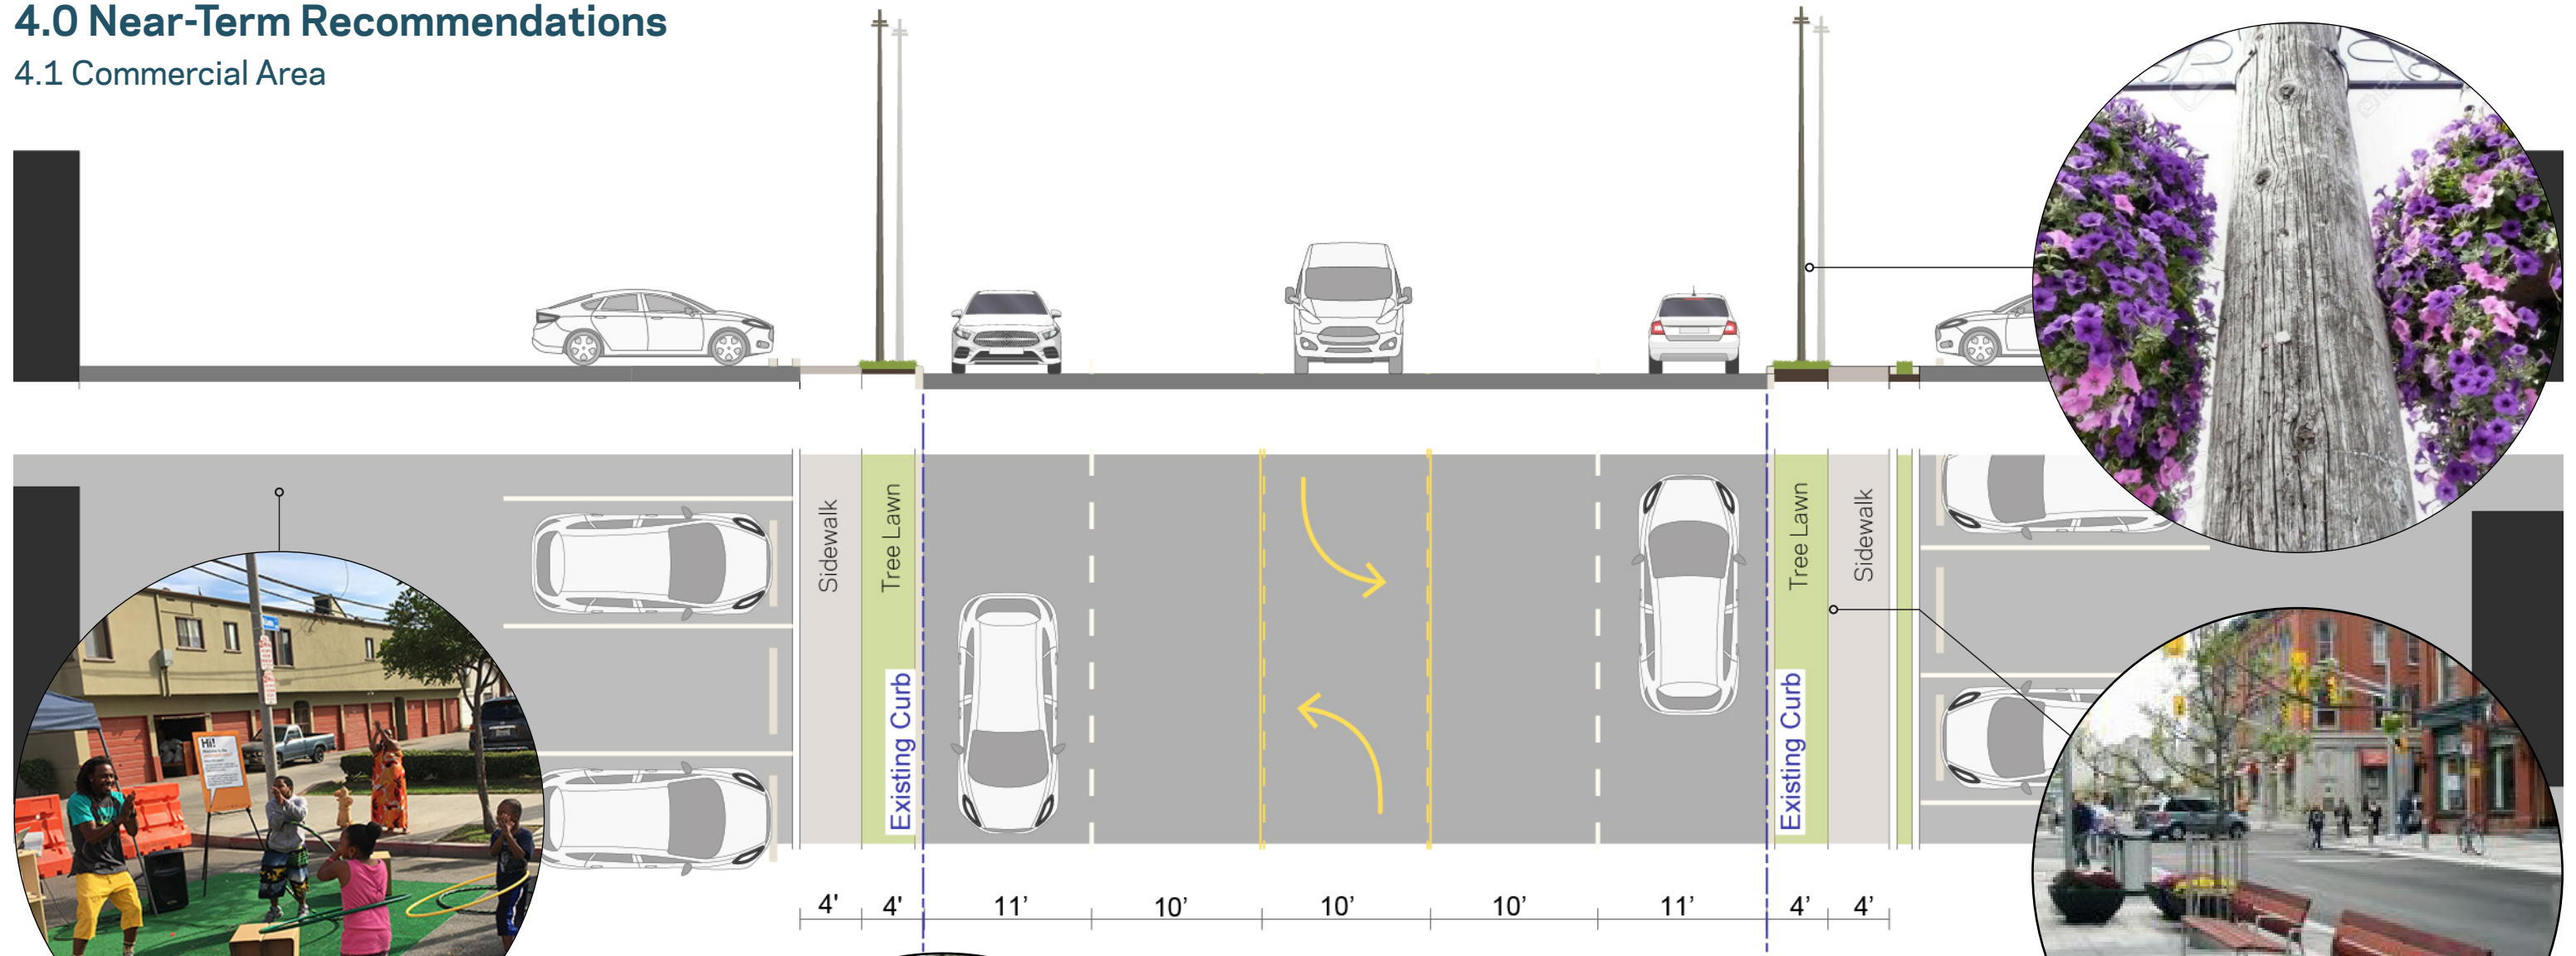 4.0 Near-Term Recommendations
4.1 Commercial Area
Sidewalk
Tree Lawn
Existing Curb
Existing Curb
Tree Lawn
Sidewalk
Hi!
4' 4' 11’ 10’ 10’ 10’ 11’ 4’ 4’